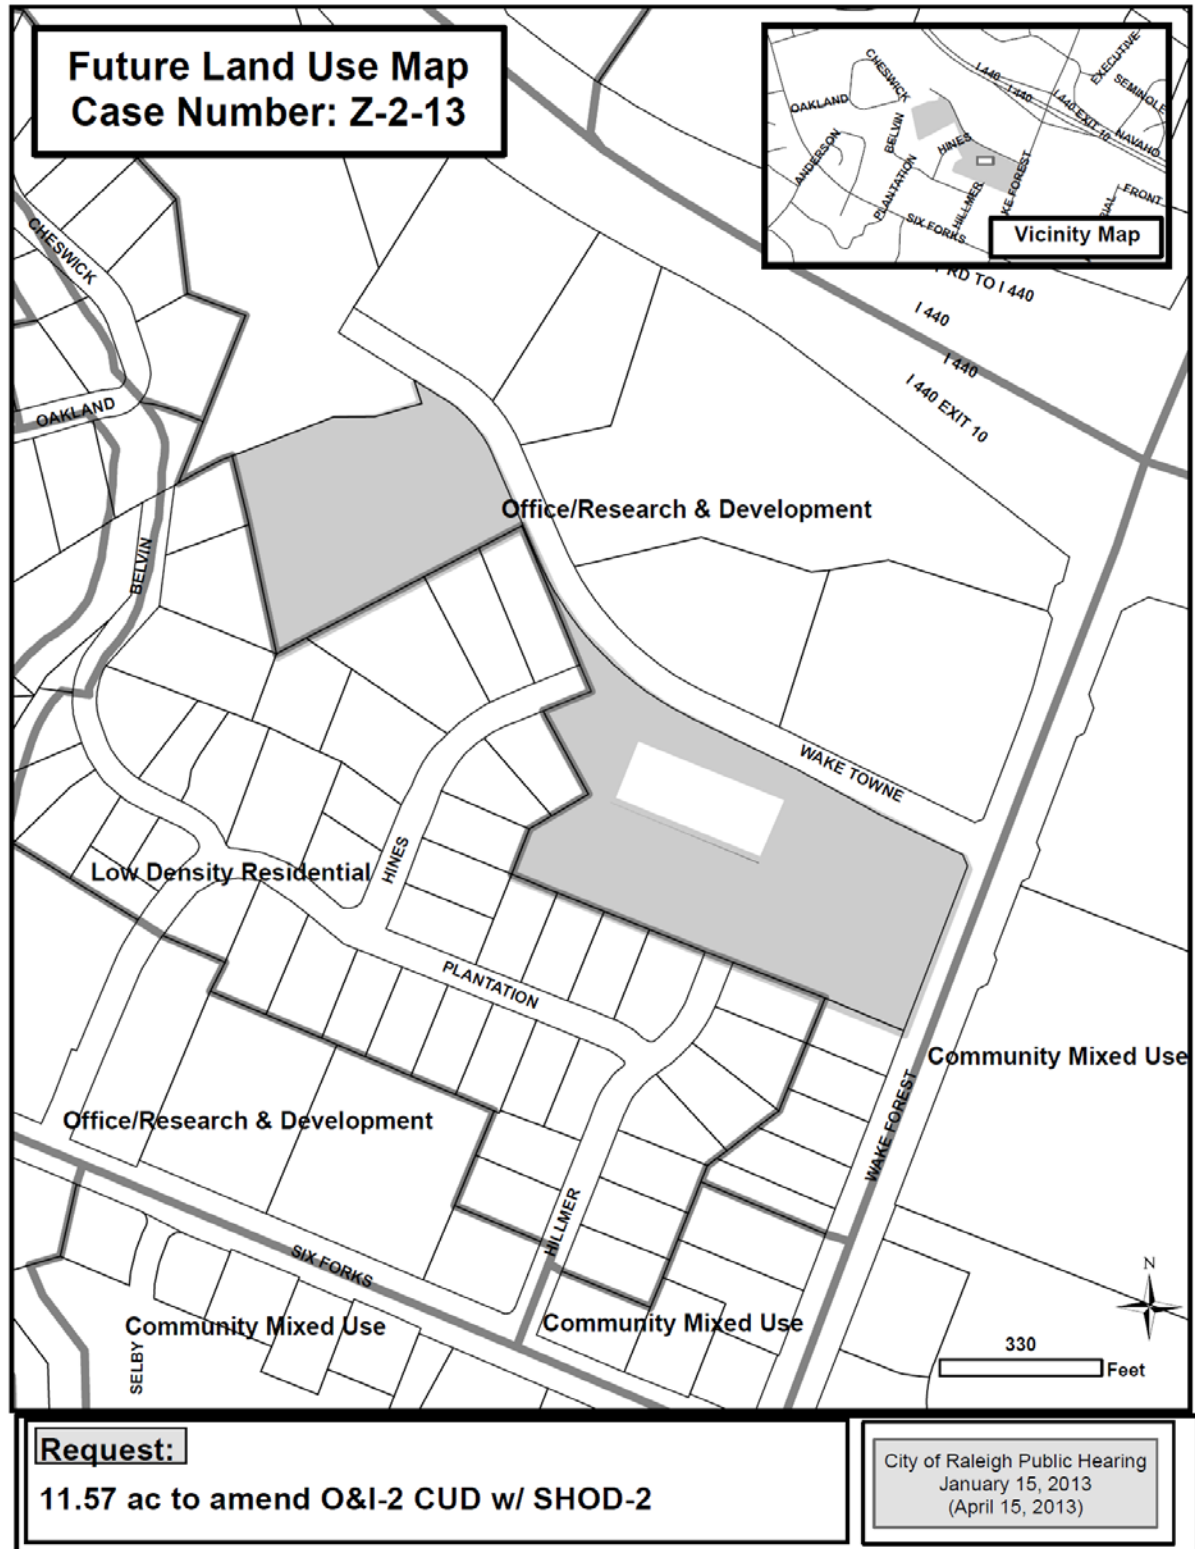 Future Land Use Map
Case Number: Z-2-13
CHESWICK
OAKLAND
ANDERSON
BELVIN
PLANTATION
HINES
HILLMER
SIX FORKS
KE FOREST
I 440
I 440
I 440 EXIT 10
EXECUTIVE
SEMINOLE
NAVAHO
FRONT
IAL
Vicinity Map
RD TO I 440
I 440
I 440
I 440 EXIT 10
CHESWICK
OAKLAND
BELVIN
Office/Research & Development
WAKE TOWNE
HINES
Low Density Residential
PLANTATION
Community Mixed Use
WAKE FOREST
Office/Research & Development
HILLMER
SIX FORKS
Community Mixed Use
Community Mixed Use
SELBY
N
330
Feet
Request:
11.57 ac to amend O&I-2 CUD w/ SHOD-2
City of Raleigh Public Hearing
January 15, 2013
(April 15, 2013)